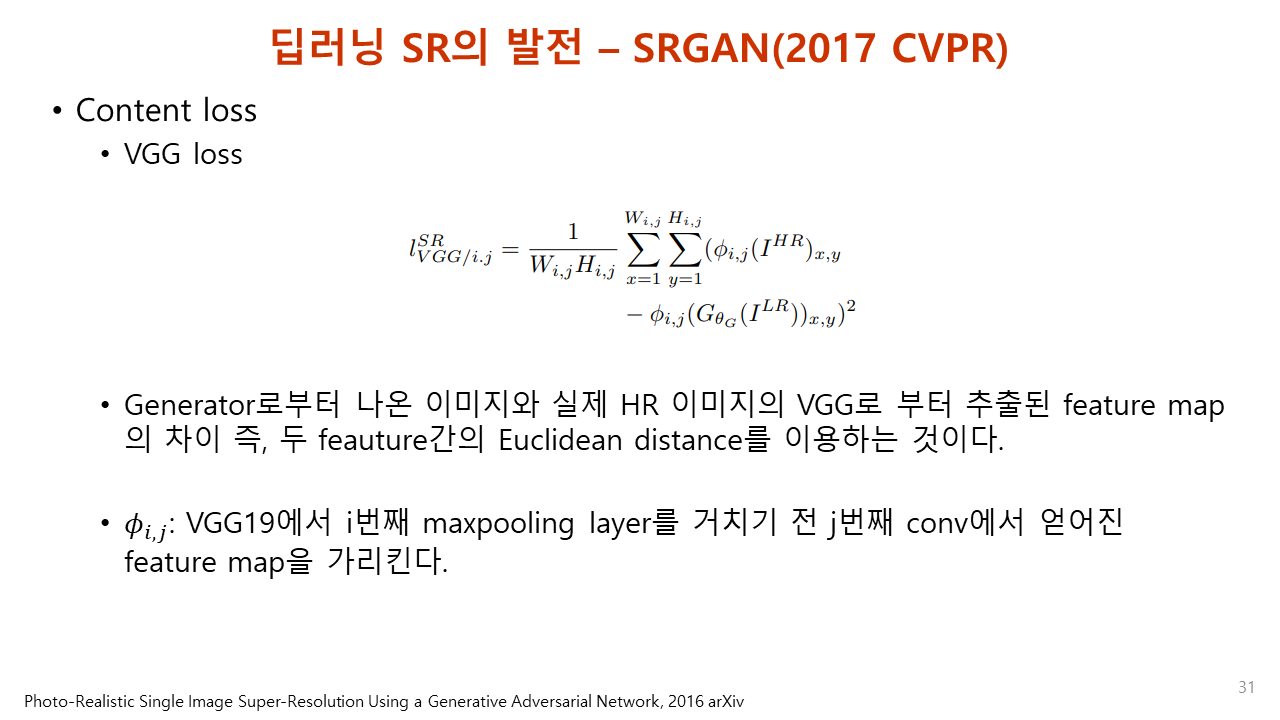 딥러닝 SR의 발전 – SRGAN(2017 CVPR)
• Content loss
• VGG loss
l^{SR}_{VGG/i.j} = \frac{1}{W_{i,j}H_{i,j}} \sum_{x=1}^{W_{i,j}} \sum_{y=1}^{H_{i,j}} (\phi_{i,j}(I^{HR})_{x,y}
− \phi_{i,j}(G_{\theta_G}(I^{LR}))_{x,y})^2
• Generator로부터 나온 이미지와 실제 HR 이미지의 VGG로 부터 추출된 feature map
의 차이 즉, 두 feauture간의 Euclidean distance를 이용하는 것이다.
• 𝜙_{𝑖,𝑗}: VGG19에서 i번째 maxpooling layer를 거치기 전 j번째 conv에서 얻어진
feature map을 가리킨다.
Photo-Realistic Single Image Super-Resolution Using a Generative Adversarial Network, 2016 arXiv
31